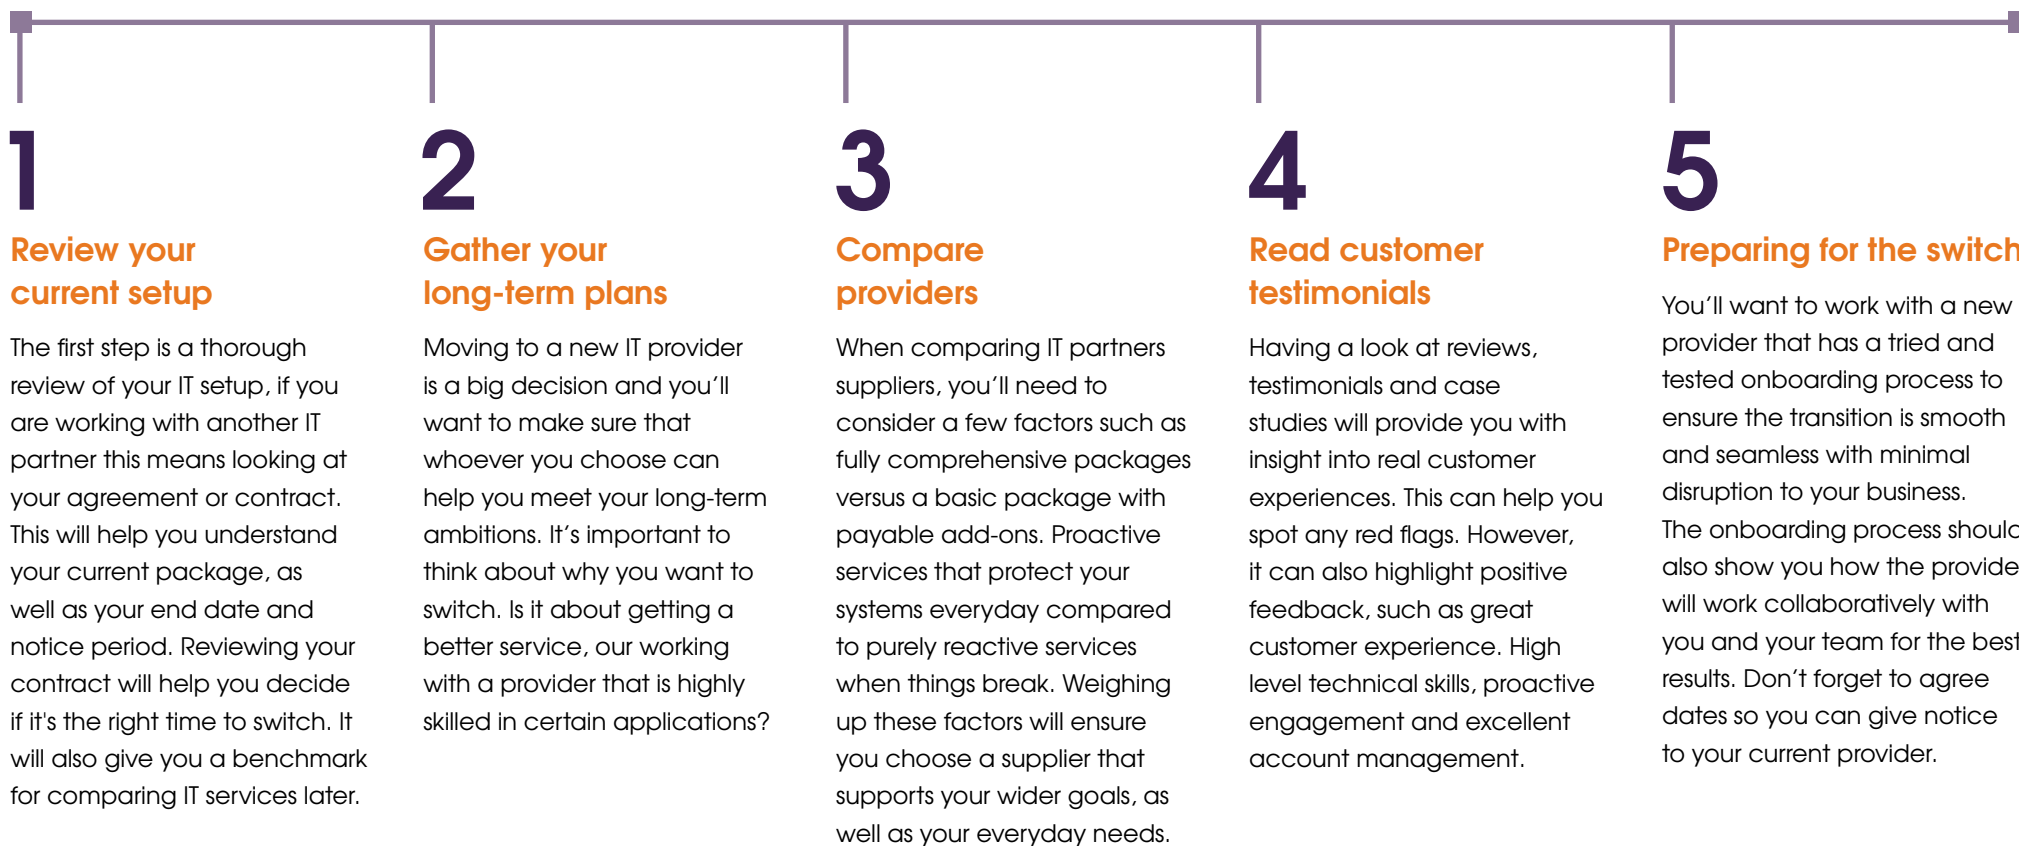 1
Review your
current setup
The first step is a thorough
review of your IT setup, if you
are working with another IT
partner this means looking at
your agreement or contract.
This will help you understand
your current package, as
well as your end date and
notice period. Reviewing your
contract will help you decide
if it's the right time to switch. It
will also give you a benchmark
for comparing IT services later.
2
Gather your
long-term plans
Moving to a new IT provider
is a big decision and you’ll
want to make sure that
whoever you choose can
help you meet your long-term
ambitions. It’s important to
think about why you want to
switch. Is it about getting a
better service, our working
with a provider that is highly
skilled in certain applications?
3
Compare
providers
When comparing IT partners
suppliers, you’ll need to
consider a few factors such as
fully comprehensive packages
versus a basic package with
payable add-ons. Proactive
services that protect your
systems everyday compared
to purely reactive services
when things break. Weighing
up these factors will ensure
you choose a supplier that
supports your wider goals, as
well as your everyday needs.
4
Read customer
testimonials
Having a look at reviews,
testimonials and case
studies will provide you with
insight into real customer
experiences. This can help you
spot any red flags. However,
it can also highlight positive
feedback, such as great
customer experience. High
level technical skills, proactive
engagement and excellent
account management.
5
Preparing for the switch
You’ll want to work with a new
provider that has a tried and
tested onboarding process to
ensure the transition is smooth
and seamless with minimal
disruption to your business.
The onboarding process should
also show you how the provide
will work collaboratively with
you and your team for the best
results. Don’t forget to agree
dates so you can give notice
to your current provider.